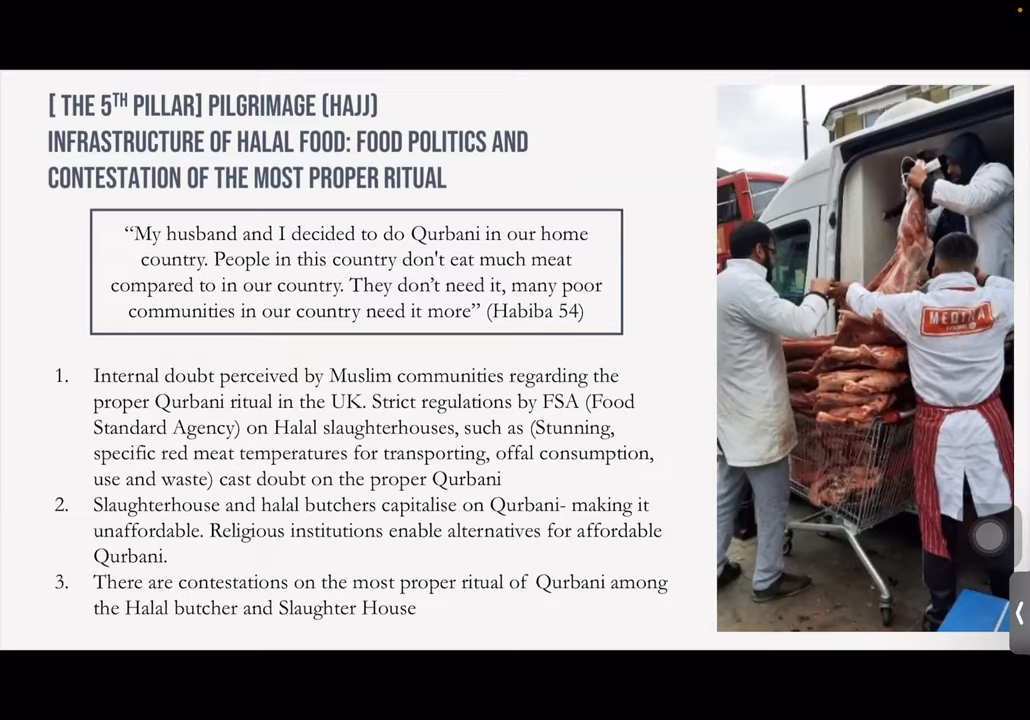 [ THE 5TH PILLAR] PILGRIMAGE (HAJJ)
INFRASTRUCTURE OF HALAL FOOD: FOOD POLITICS AND
CONTESTATION OF THE MOST PROPER RITUAL
“My husband and I decided to do Qurbani in our home
country. People in this country don't eat much meat
compared to in our country. They don’t need it, many poor
communities in our country need it more” (Habiba 54)
1. Internal doubt perceived by Muslim communities regarding the
proper Qurbani ritual in the UK. Strict regulations by FSA (Food
Standard Agency) on Halal slaughterhouses, such as (Stunning,
specific red meat temperatures for transporting, offal consumption,
use and waste) cast doubt on the proper Qurbani
2. Slaughterhouse and halal butchers capitalise on Qurbani- making it
unaffordable. Religious institutions enable alternatives for affordable
Qurbani.
3. There are contestations on the most proper ritual of Qurbani among
the Halal butcher and Slaughter House